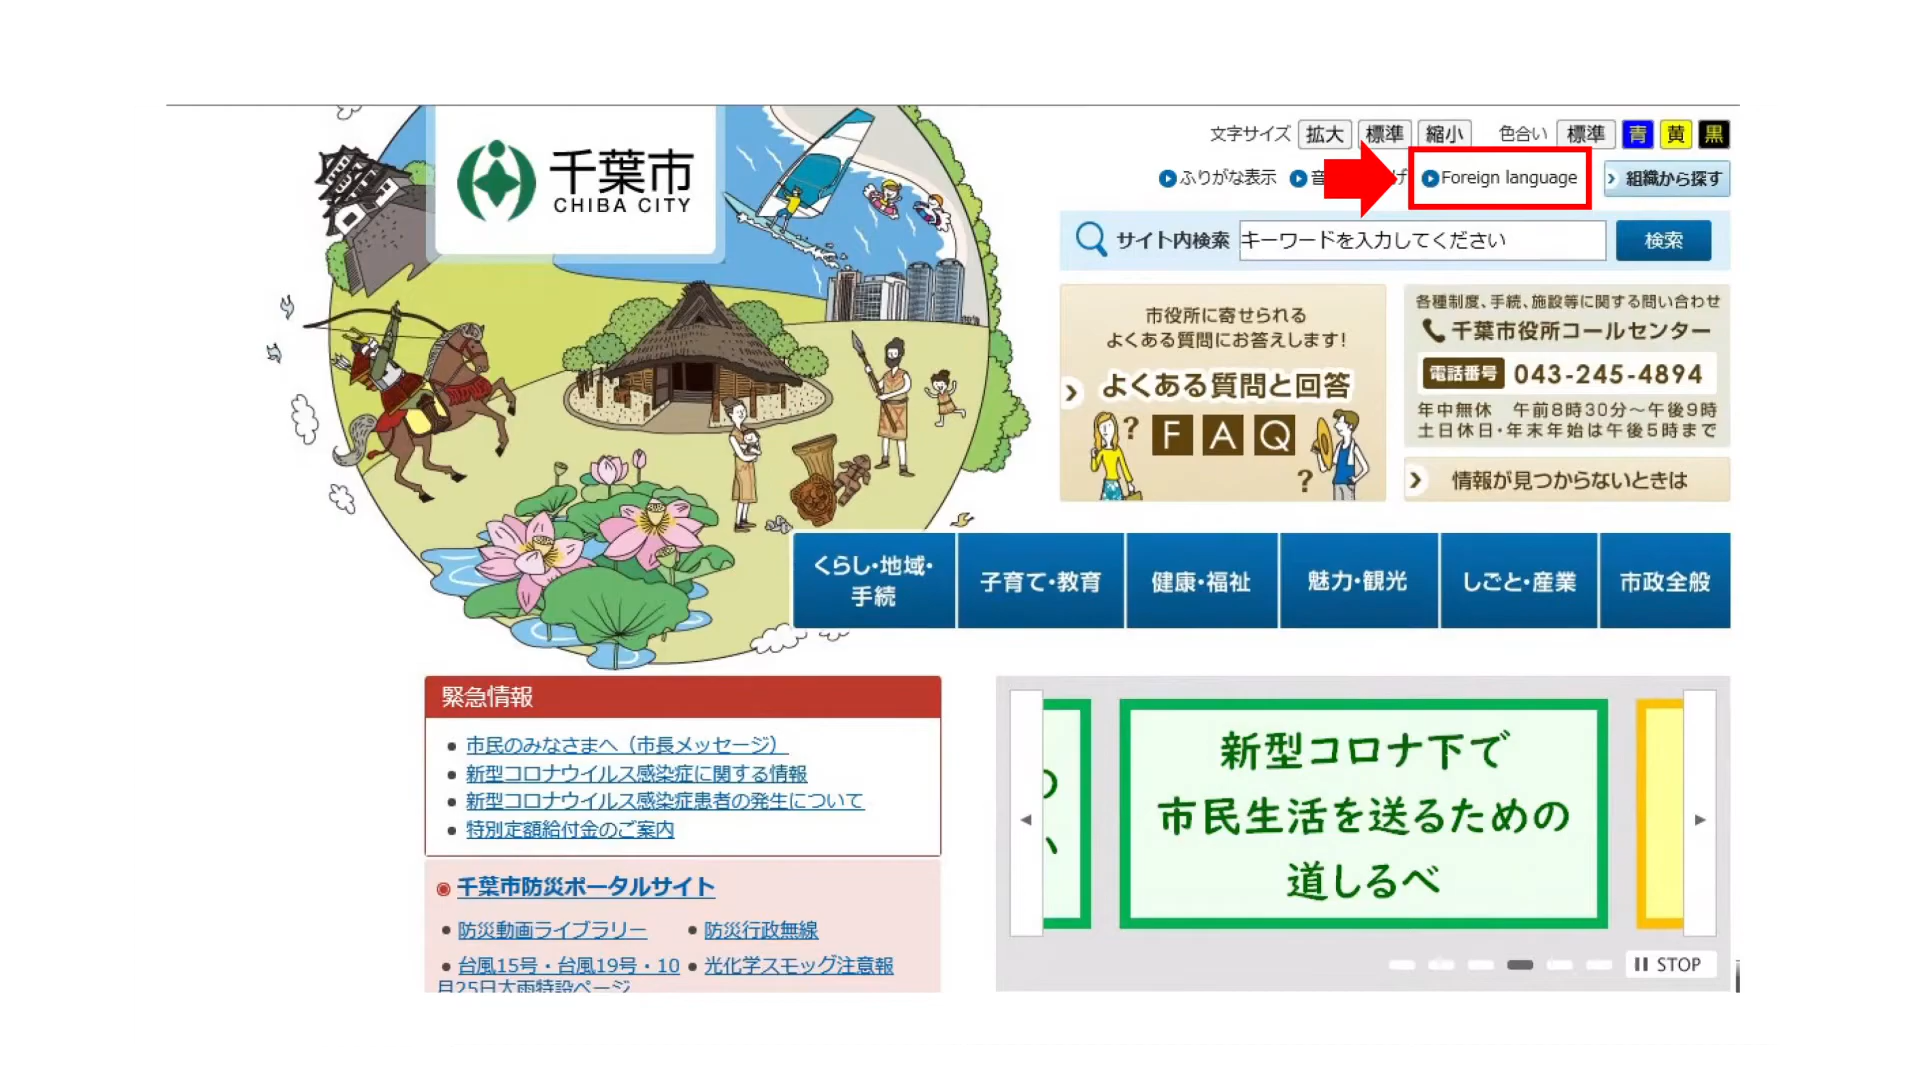 千葉市
CHIBA CITY
文字サイズ 拡大 標準 縮小 色合い 標準 青 黄 黒
ふりがな表示 音 げ Foreign language 組織から探す
サイト内検索 キーワードを入力してください 検索
市役所に寄せられる
よくある質問にお答えします!
よくある質問と回答
? F A Q
?
各種制度、手続、施設等に関する問い合わせ
千葉市役所コールセンター
電話番号 043-245-4894
年中無休 午前8時30分～午後9時
土日休日・年末年始は午後5時まで
情報が見つからないときは
くらし・地域・
手続
子育て・教育
健康・福祉
魅力・観光
しごと・産業
市政全般
緊急情報
市民のみなさまへ（市長メッセージ）
新型コロナウイルス感染症に関する情報
新型コロナウイルス感染症患者の発生について
特別定額給付金のご案内
千葉市防災ポータルサイト
防災動画ライブラリー
防災行政無線
台風15号・台風19号・10
月25日大雨特設ページ
光化学スモッグ注意報
新型コロナ下で
市民生活を送るための
道しるべ
STOP